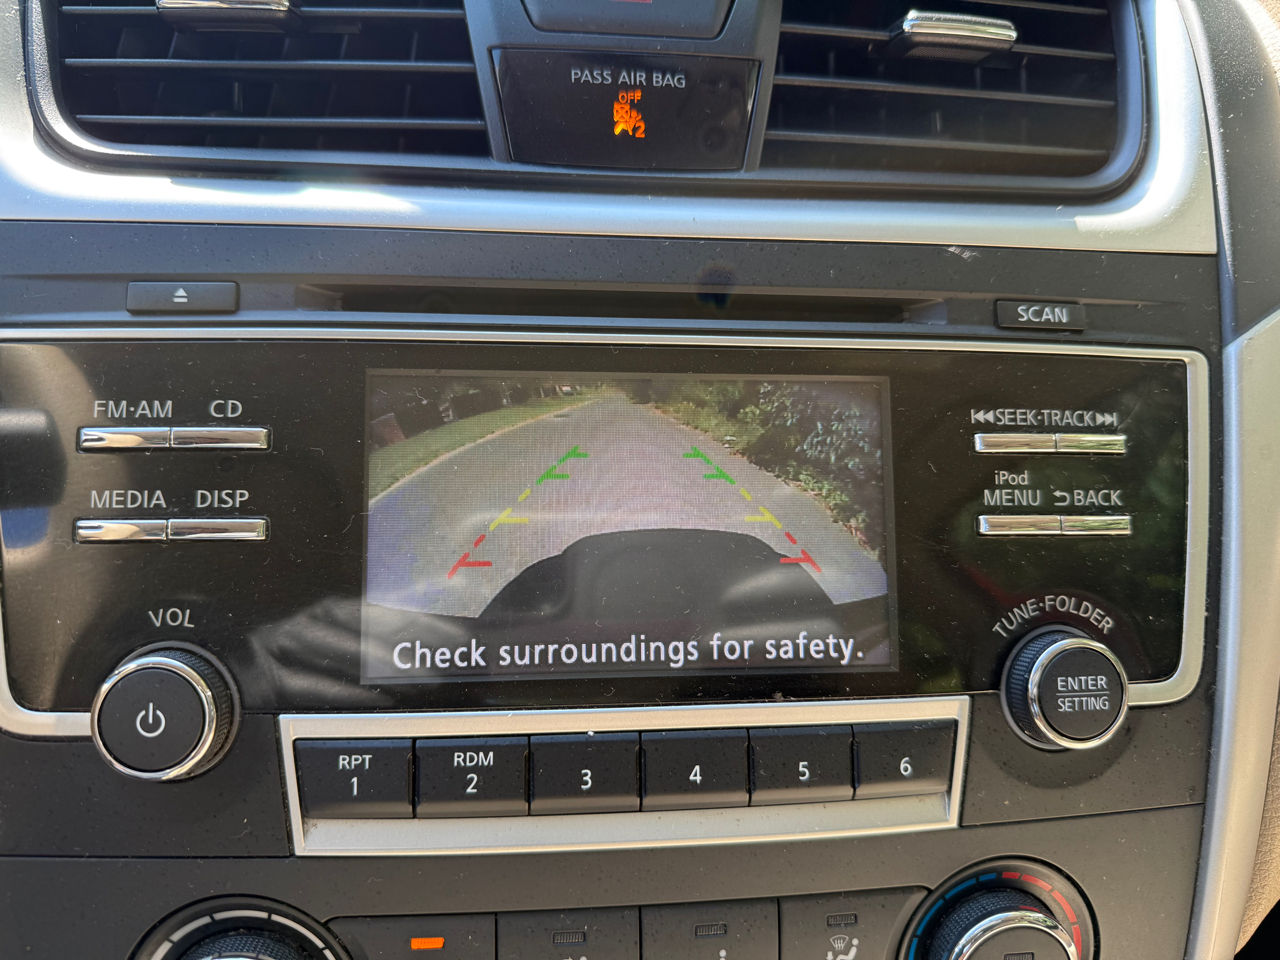 PASS AIR BAG
OFF
2
SCAN
FM·AM CD
SEEK·TRACK
MEDIA DISP
iPod
MENU BACK
VOL
TUNE·FOLDER
Check surroundings for safety.
ENTER
SETTING
RPT
1
RDM
2
3
4
5
6